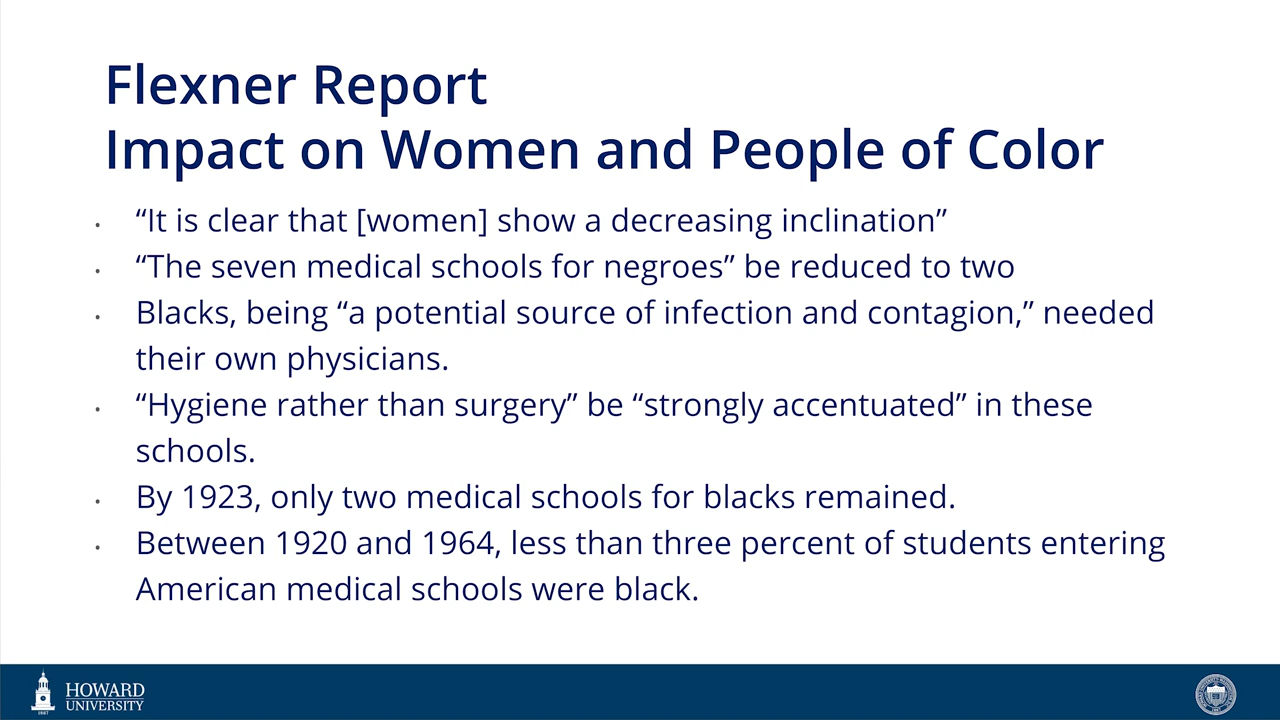 Flexner Report
Impact on Women and People of Color
· “It is clear that [women] show a decreasing inclination”
· “The seven medical schools for negroes” be reduced to two
· Blacks, being “a potential source of infection and contagion,” needed
their own physicians.
· “Hygiene rather than surgery” be “strongly accentuated” in these
schools.
· By 1923, only two medical schools for blacks remained.
· Between 1920 and 1964, less than three percent of students entering
American medical schools were black.
HOWARD
UNIVERSITY